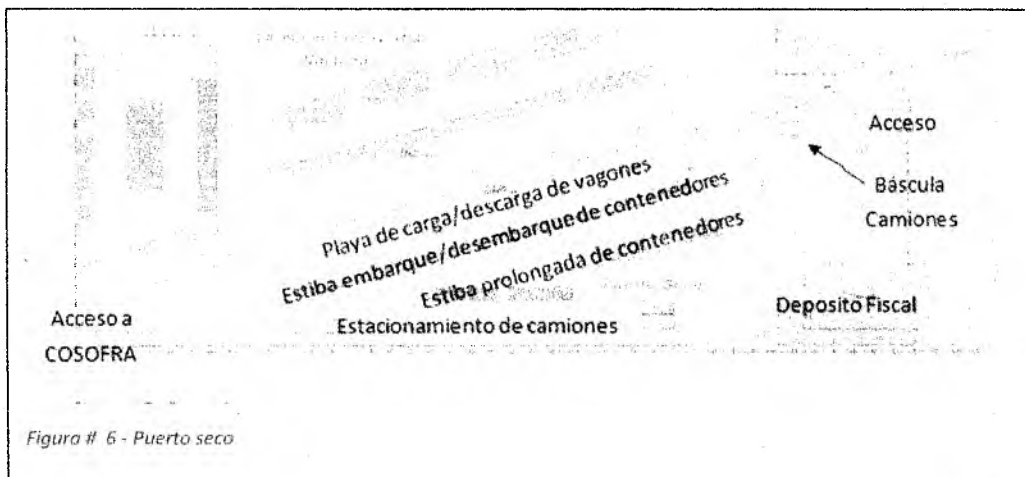 Acceso
Báscula
Camiones
Playa de carga/descarga de vagones
Estiba embarque/desembarque de contenedores
Estiba prolongada de contenedores
Estacionamiento de camiones
Deposito Fiscal
Acceso a
COSOFRA
Figura # 6 - Puerto seco